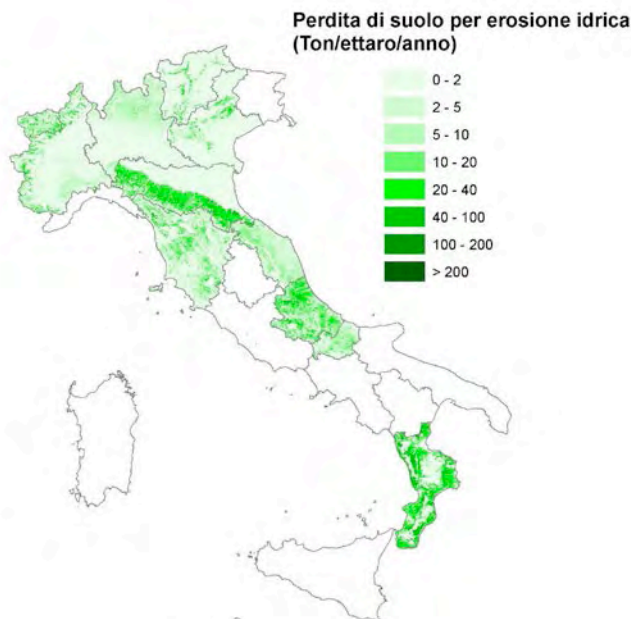 Perdita di suolo per erosione idrica
(Ton/ettaro/anno)
0 - 2
2 - 5
5 - 10
10 - 20
20 - 40
40 - 100
100 - 200
> 200